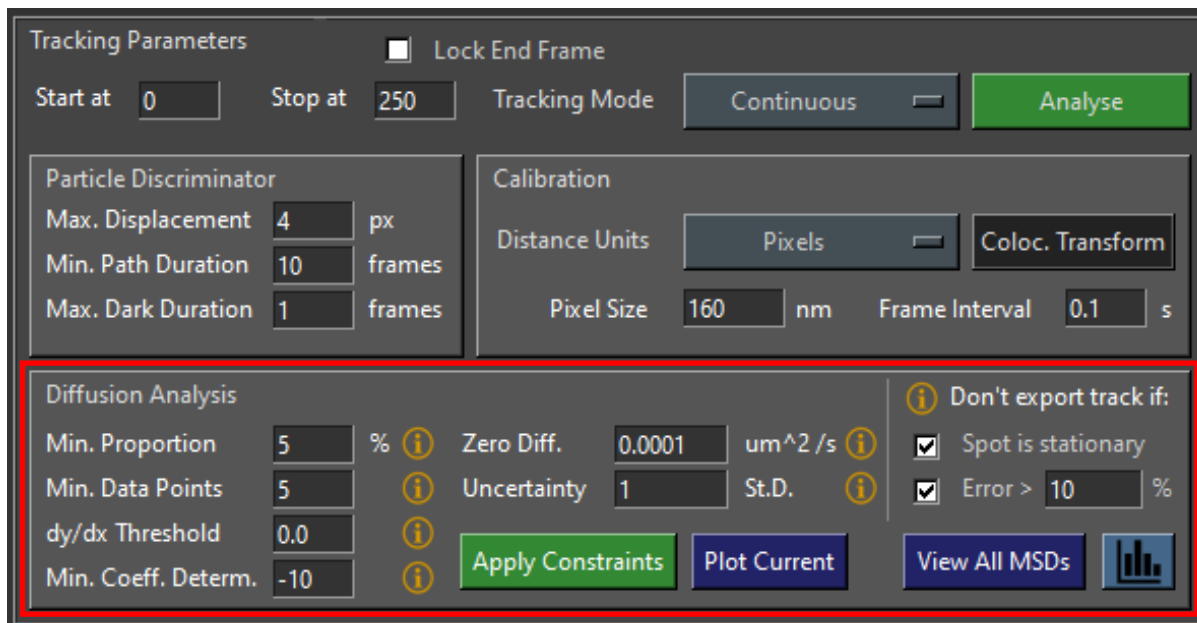 Tracking Parameters
Lock End Frame
Start at 0 Stop at 250 Tracking Mode Continuous Analyse
Particle Discriminator
Max. Displacement 4 px
Min. Path Duration 10 frames
Max. Dark Duration 1 frames
Calibration
Distance Units Pixels Coloc. Transform
Pixel Size 160 nm Frame Interval 0.1 s
Diffusion Analysis
Min. Proportion 5 %
Min. Data Points 5
dy/dx Threshold 0.0
Min. Coeff. Determ. -10
Zero Diff. 0.0001 um^2 /s
Uncertainty 1 St.D.
Apply Constraints Plot Current
Don't export track if:
Spot is stationary
Error > 10 %
View All MSDs